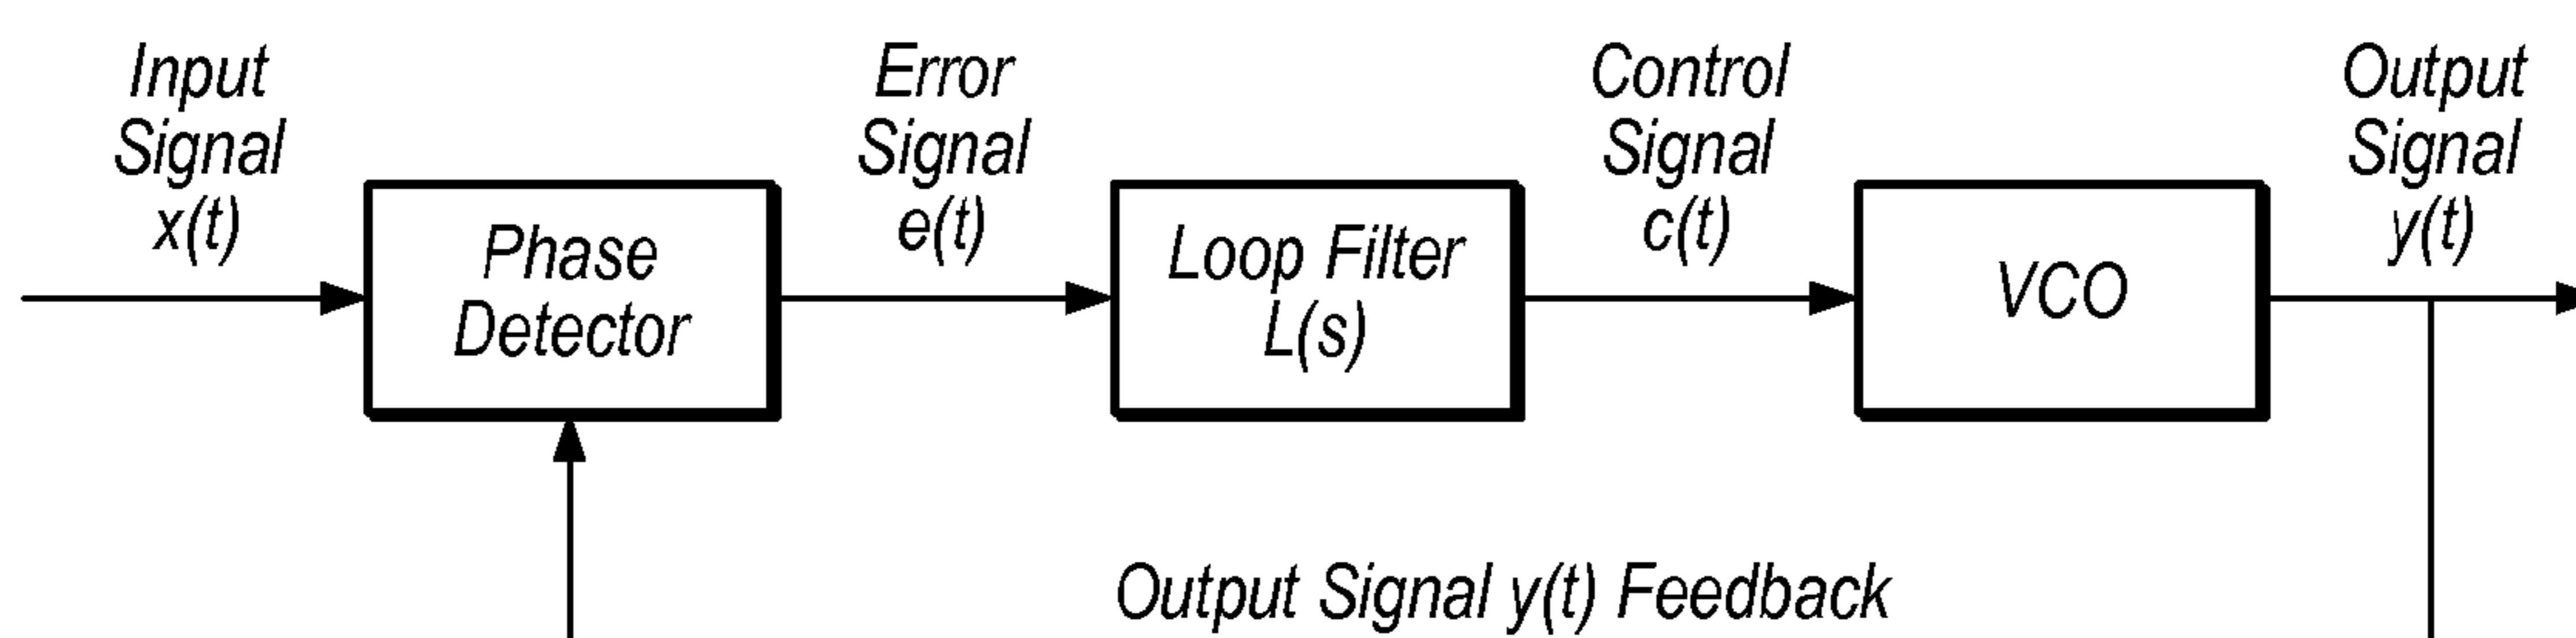 Input
Signal
x(t)
Phase
Detector
Error
Signal
e(t)
Loop Filter
L(s)
Control
Signal
c(t)
VCO
Output
Signal
y(t)
Output Signal y(t) Feedback